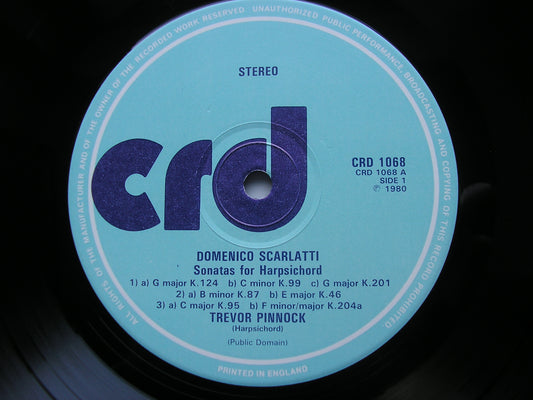 ALL RIGHTS OF THE MANUFACTURER AND OF THE OWNER OF THE RECORDED WORK RESERVED UNAUTHORIZED PUBLIC PERFORMANCE, BROADCASTING AND COPYING OF THIS RECORD PROHIBITED
STEREO
crd
CRD 1068
CRD 1068 A
SIDE 1
℗ 1980
DOMENICO SCARLATTI
Sonatas for Harpsichord
1) a) G major K.124 b) C minor K.99 c) G major K.201
2) a) B minor K.87 b) E major K.46
3) a) C major K.95 b) F minor/major K.204a
TREVOR PINNOCK
(Harpsichord)
(Public Domain)
PRINTED IN ENGLAND